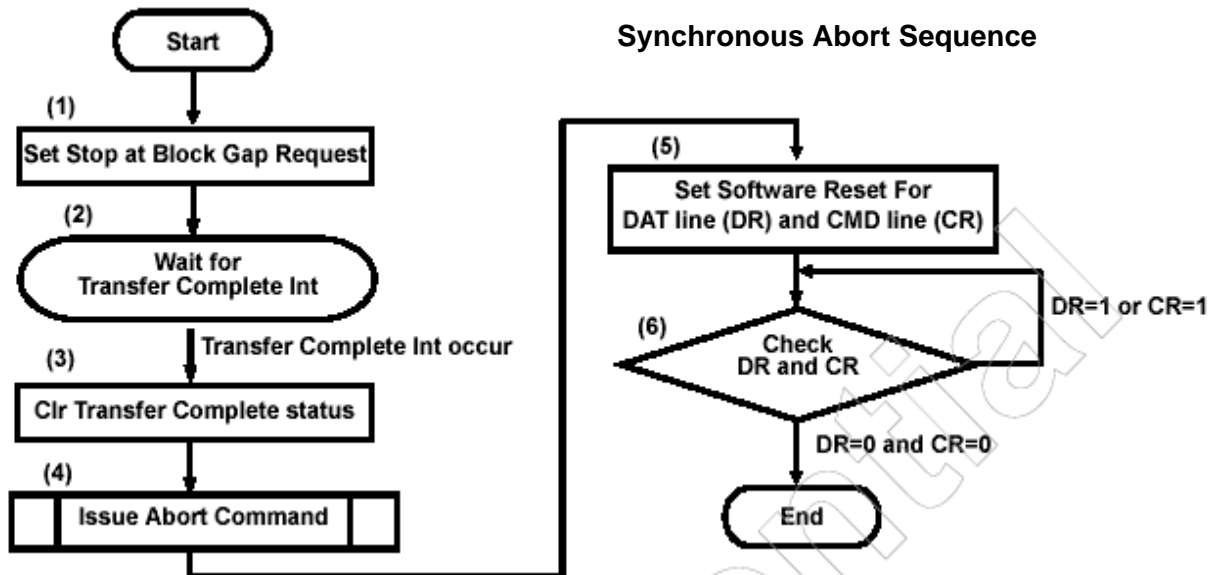 Synchronous Abort Sequence
Start
(1)
Set Stop at Block Gap Request
(2)
Wait for
Transfer Complete Int
Transfer Complete Int occur
(3)
Clr Transfer Complete status
(4)
Issue Abort Command
(5)
Set Software Reset For
DAT line (DR) and CMD line (CR)
(6)
Check
DR and CR
DR=1 or CR=1
DR=0 and CR=0
End
ntial